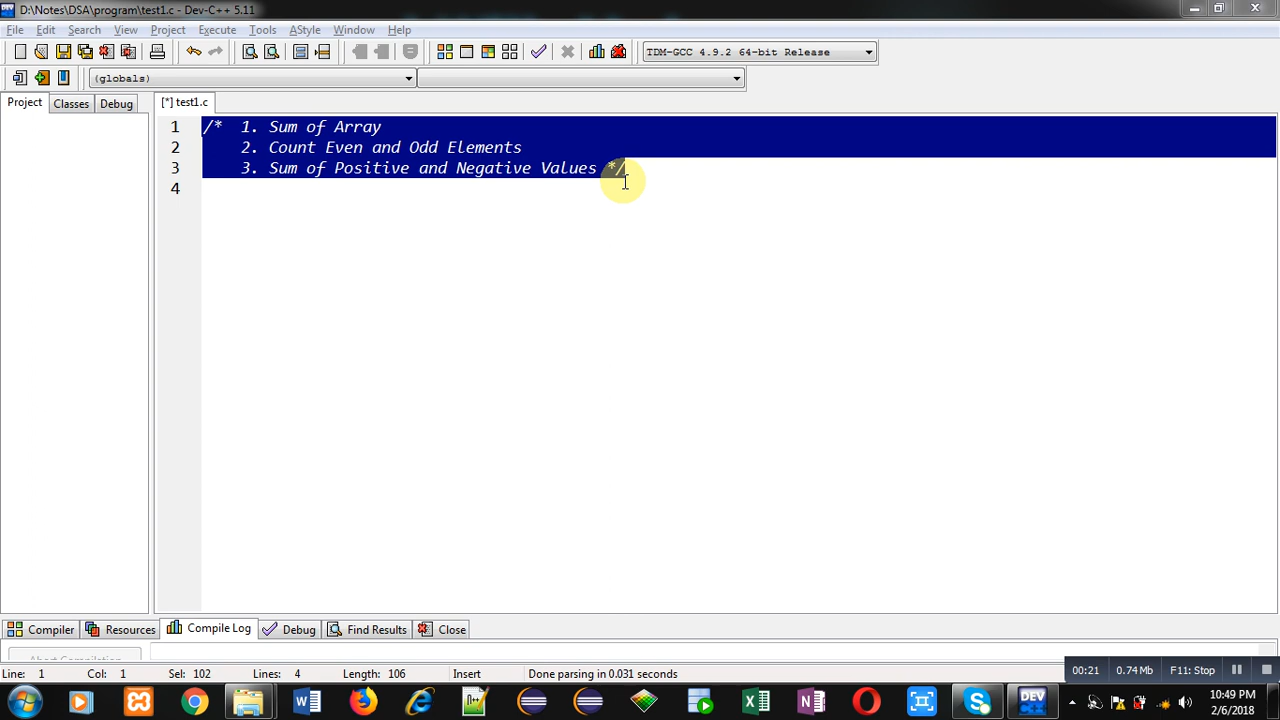 D:\Notes\DSA\program\test1.c - Dev-C++ 5.11
File Edit Search View Project Execute Tools AStyle Window Help
TDM-GCC 4.9.2 64-bit Release
(globals)
Project Classes Debug [*] test1.c
1 /* 1. Sum of Array
2 2. Count Even and Odd Elements
3 3. Sum of Positive and Negative Values */
4
Compiler Resources Compile Log Debug Find Results Close
Abort Compilation
Line: 1 Col: 1 Sel: 102 Lines: 4 Length: 106 Insert Done parsing in 0.031 seconds
00:21 0.74 Mb F11: Stop
10:49 PM
2/6/2018